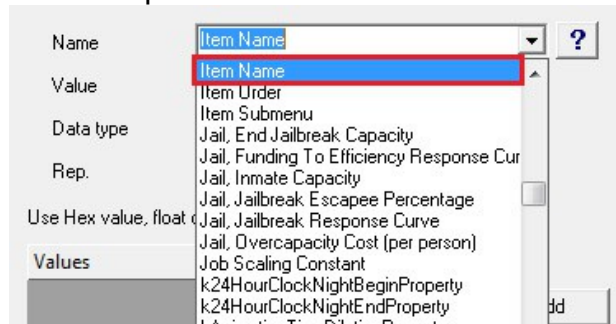 Name Item Name ?
Item Name
Value Item Order
Item Submenu
Data type Jail, End Jailbreak Capacity
Jail, Funding To Efficiency Response Cur
Rep. Jail, Inmate Capacity
Jail, Jailbreak Escapee Percentage
Use Hex value, float Jail, Jailbreak Response Curve
Jail, Overcapacity Cost (per person)
Values Job Scaling Constant
k24HourClockNightBeginProperty
k24HourClockNightEndProperty dd